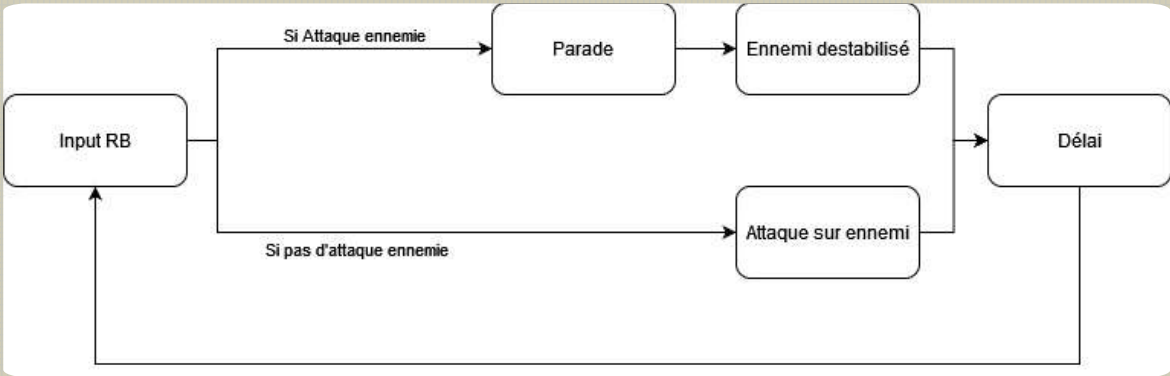 Si Attaque ennemie
Parade
Ennemi destabilisé
Input RB
Délai
Attaque sur ennemi
Si pas d'attaque ennemie